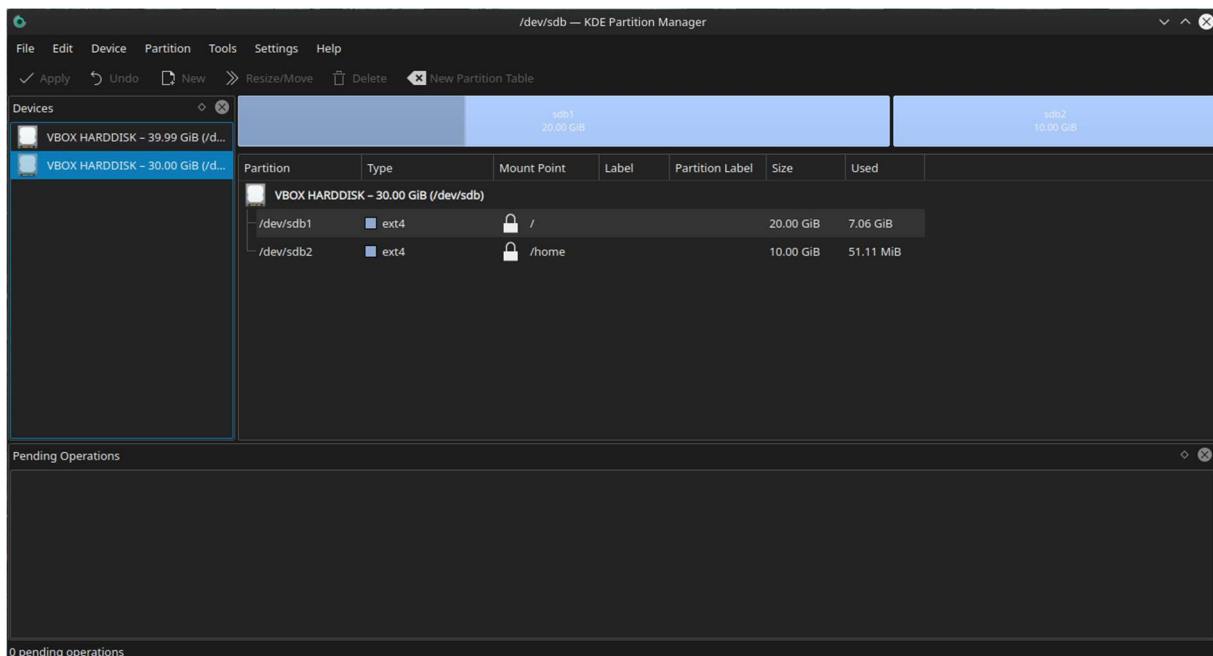 /dev/sdb — KDE Partition Manager
File Edit Device Partition Tools Settings Help
Apply Undo New Resize/Move Delete New Partition Table
Devices
VBOX HARDDISK – 39.99 GiB (/d...
VBOX HARDDISK – 30.00 GiB (/d...
sdb1
20.00 GiB
sdb2
10.00 GiB
Partition Type Mount Point Label Partition Label Size Used
VBOX HARDDISK – 30.00 GiB (/dev/sdb)
/dev/sdb1 ext4 / 20.00 GiB 7.06 GiB
/dev/sdb2 ext4 /home 10.00 GiB 51.11 MiB
Pending Operations
0 pending operations